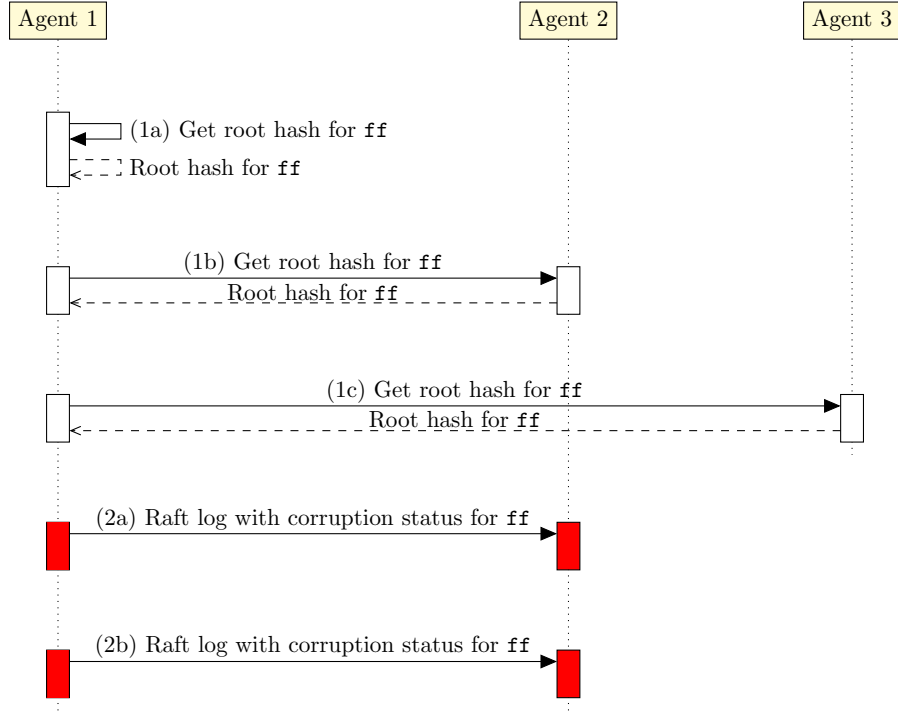 Agent 1
Agent 2
Agent 3
(1a) Get root hash for ff
Root hash for ff
(1b) Get root hash for ff
Root hash for ff
(1c) Get root hash for ff
Root hash for ff
(2a) Raft log with corruption status for ff
(2b) Raft log with corruption status for ff